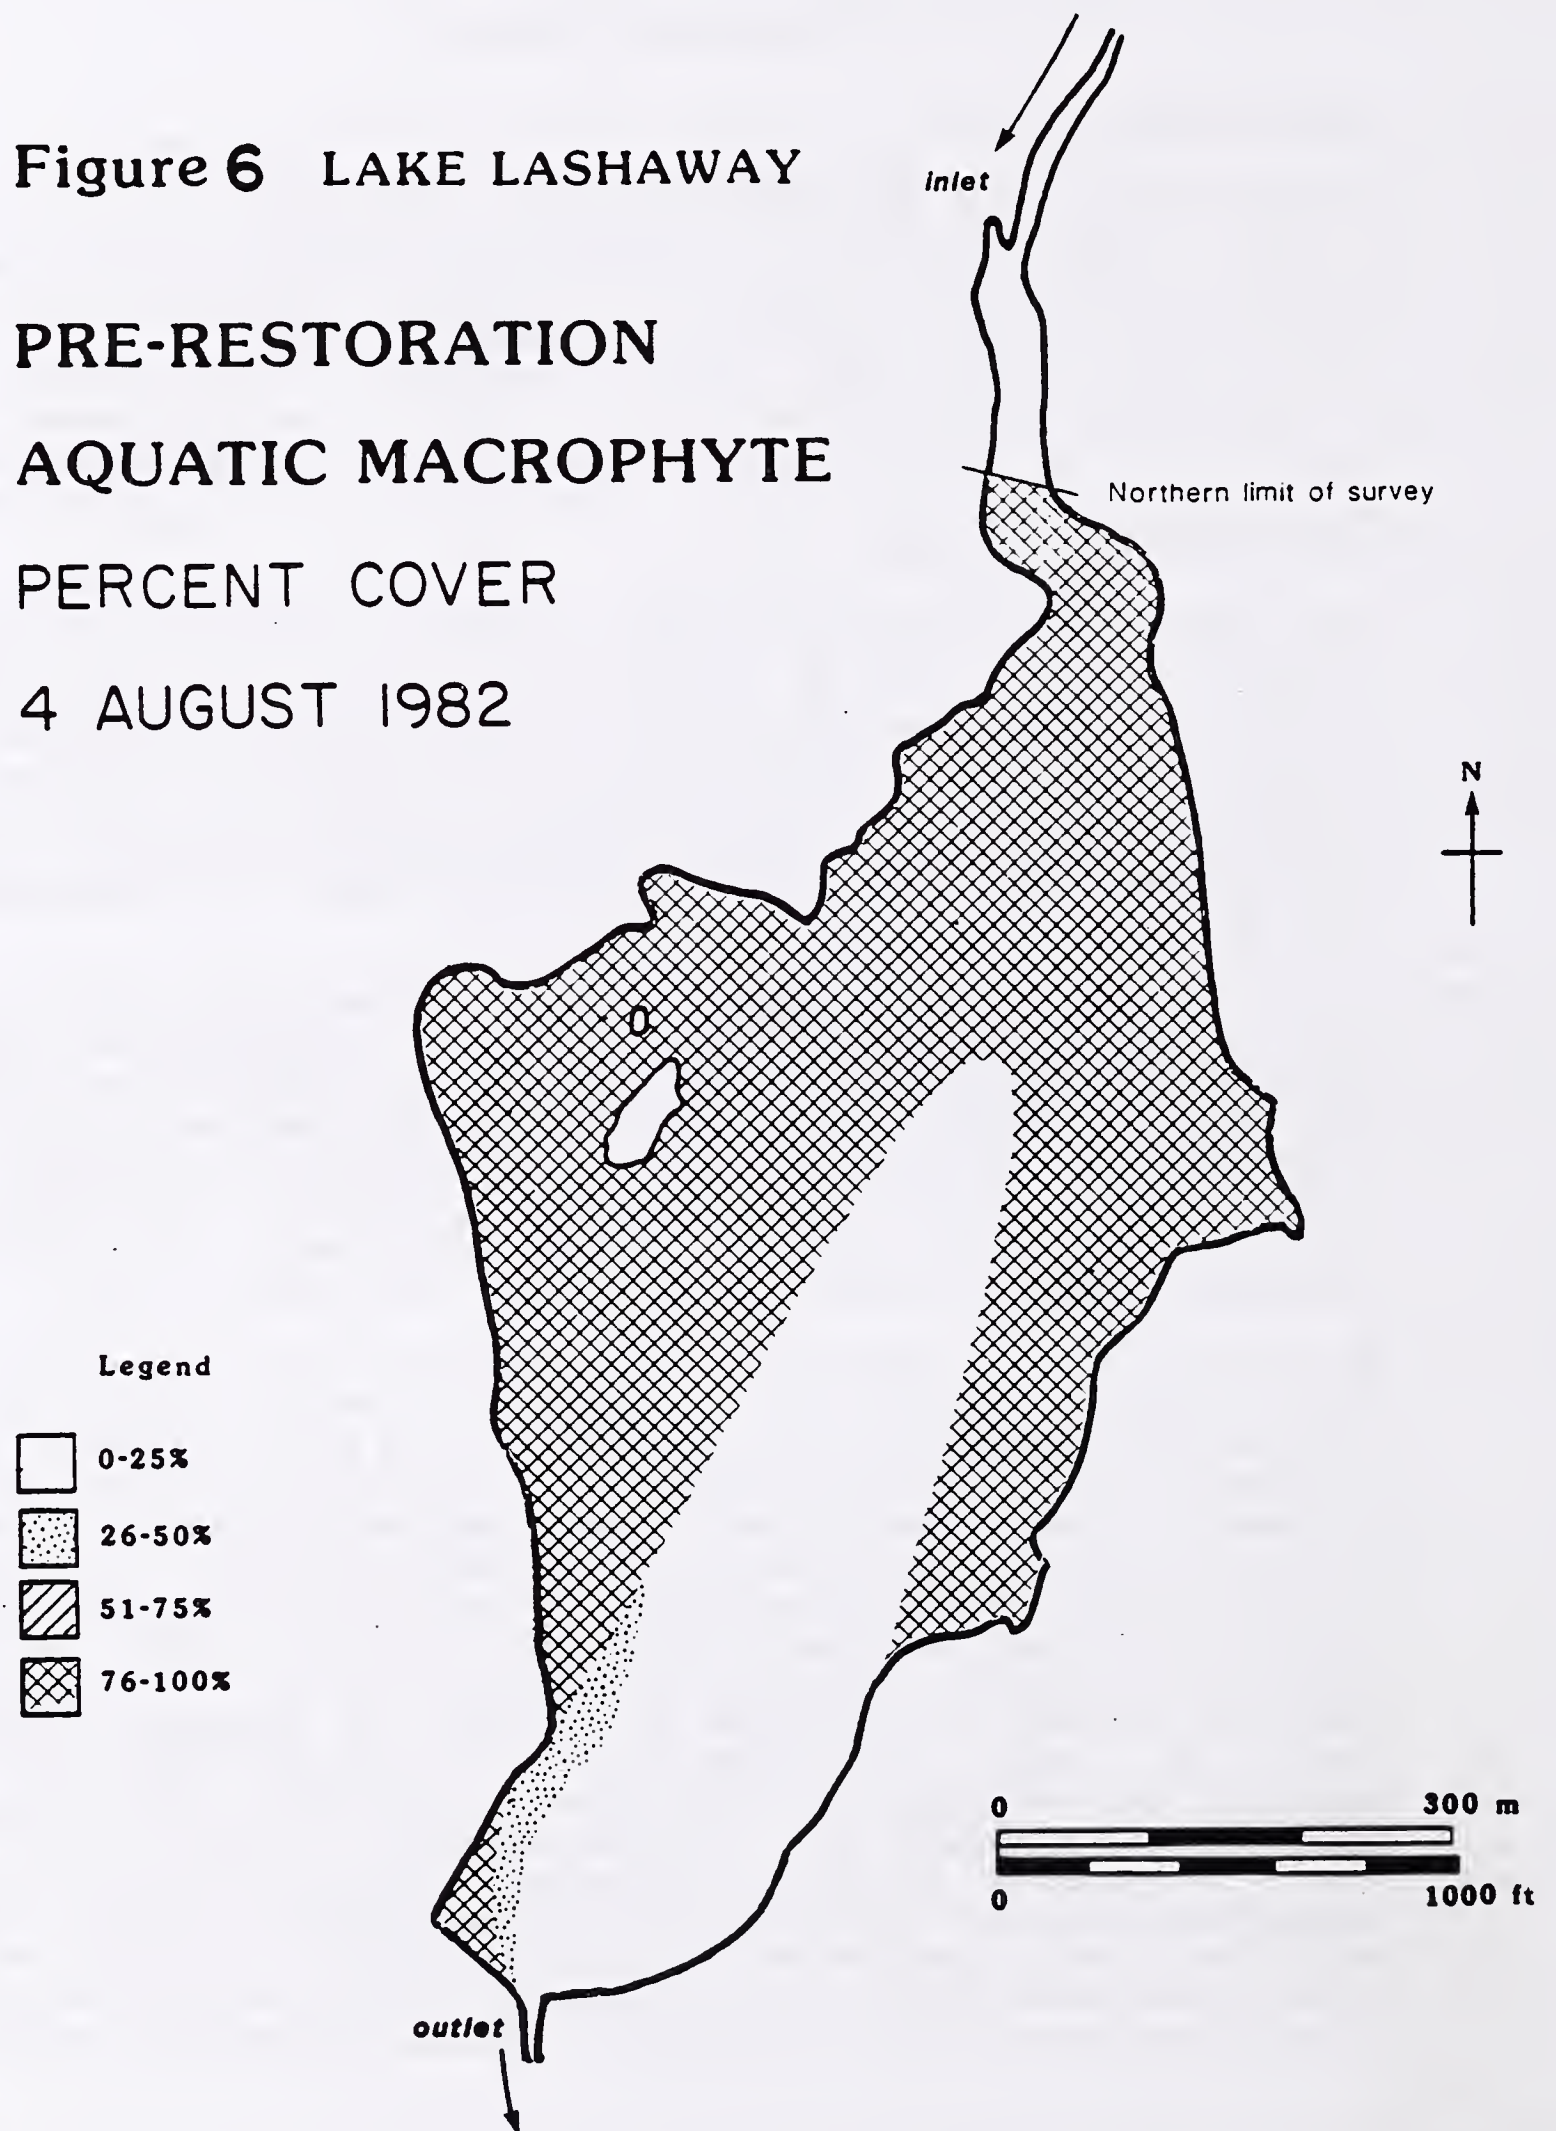 Figure 6 LAKE LASHAWAY
PRE-RESTORATION
AQUATIC MACROPHYTE
PERCENT COVER
4 AUGUST 1982
inlet
Northern limit of survey
N
Legend
0-25%
26-50%
51-75%
76-100%
0 300 m
0 1000 ft
outlet